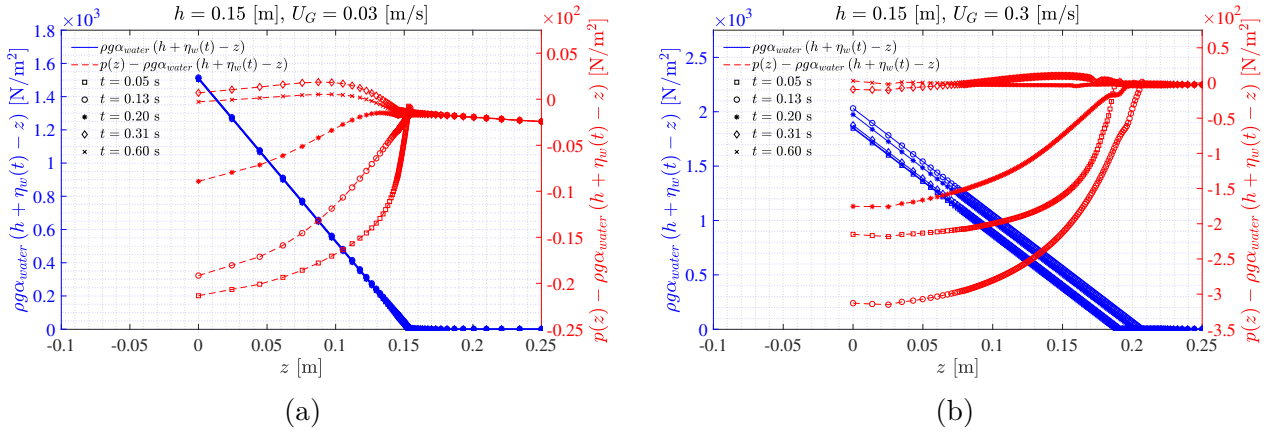 h = 0.15 [m], U_G = 0.03 [m/s]
×10³
×10²
ρgα_water (h + η_w(t) − z)
p(z) − ρgα_water (h + η_w(t) − z)
t = 0.05 s
t = 0.13 s
t = 0.20 s
t = 0.31 s
t = 0.60 s
1.8
1.6
1.4
1.2
1
0.8
0.6
0.4
0.2
0
ρgα_water (h + η_w(t) − z) [N/m²]
0.05
0
-0.05
-0.1
-0.15
-0.2
-0.25
p(z) − ρgα_water (h + η_w(t) − z) [N/m²]
-0.1 -0.05 0 0.05 0.1 0.15 0.2 0.25
z [m]
(a)
h = 0.15 [m], U_G = 0.3 [m/s]
×10³
×10²
ρgα_water (h + η_w(t) − z)
p(z) − ρgα_water (h + η_w(t) − z)
t = 0.05 s
t = 0.13 s
t = 0.20 s
t = 0.31 s
t = 0.60 s
2.5
2
1.5
1
0.5
0
ρgα_water (h + η_w(t) − z) [N/m²]
0.5
0
-0.5
-1
-1.5
-2
-2.5
-3
-3.5
p(z) − ρgα_water (h + η_w(t) − z) [N/m²]
-0.1 -0.05 0 0.05 0.1 0.15 0.2 0.25
z [m]
(b)